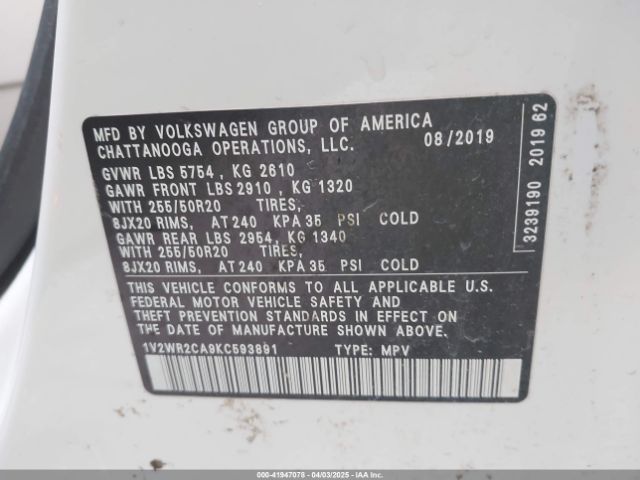 MFD BY VOLKSWAGEN GROUP OF AMERICA
CHATTANOOGA OPERATIONS, LLC. 08/2019
GVWR LBS 5754 , KG 2610
GAWR FRONT LBS 2910 , KG 1320
WITH 255/50R20 TIRES,
8JX20 RIMS, AT 240 KPA 35 PSI COLD
GAWR REAR LBS 2954, KG 1340
WITH 255/50R20 TIRES,
8JX20 RIMS, AT 240 KPA 35 PSI COLD
THIS VEHICLE CONFORMS TO ALL APPLICABLE U.S.
FEDERAL MOTOR VEHICLE SAFETY AND
THEFT PREVENTION STANDARDS IN EFFECT ON
THE DATE OF MANUFACTURE SHOWN ABOVE.
1V2WR2CA9KC593891 TYPE: MPV
3239190 2019 62
000-41947078 - 04/03/2025 - IAAI.CA